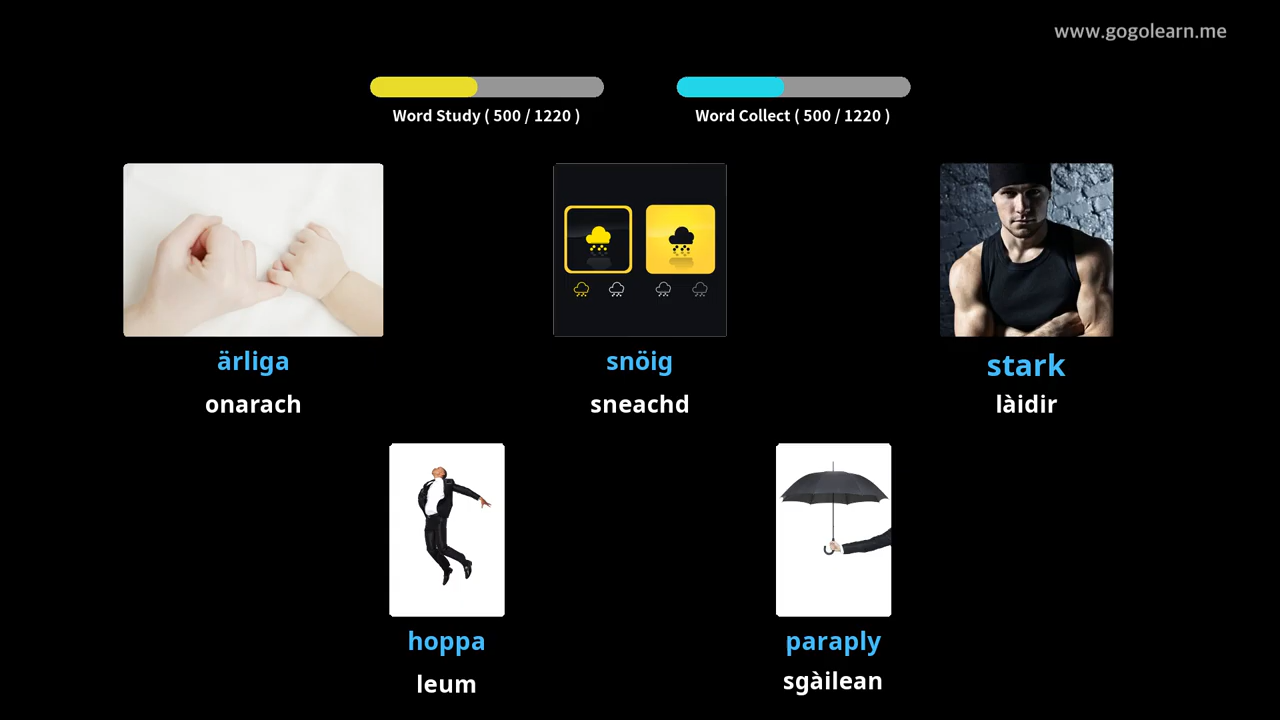 www.gogolearn.me
Word Study ( 500 / 1220 )
Word Collect ( 500 / 1220 )
ärliga
onarach
snöig
sneachd
stark
làidir
hoppa
leum
paraply
sgàilean